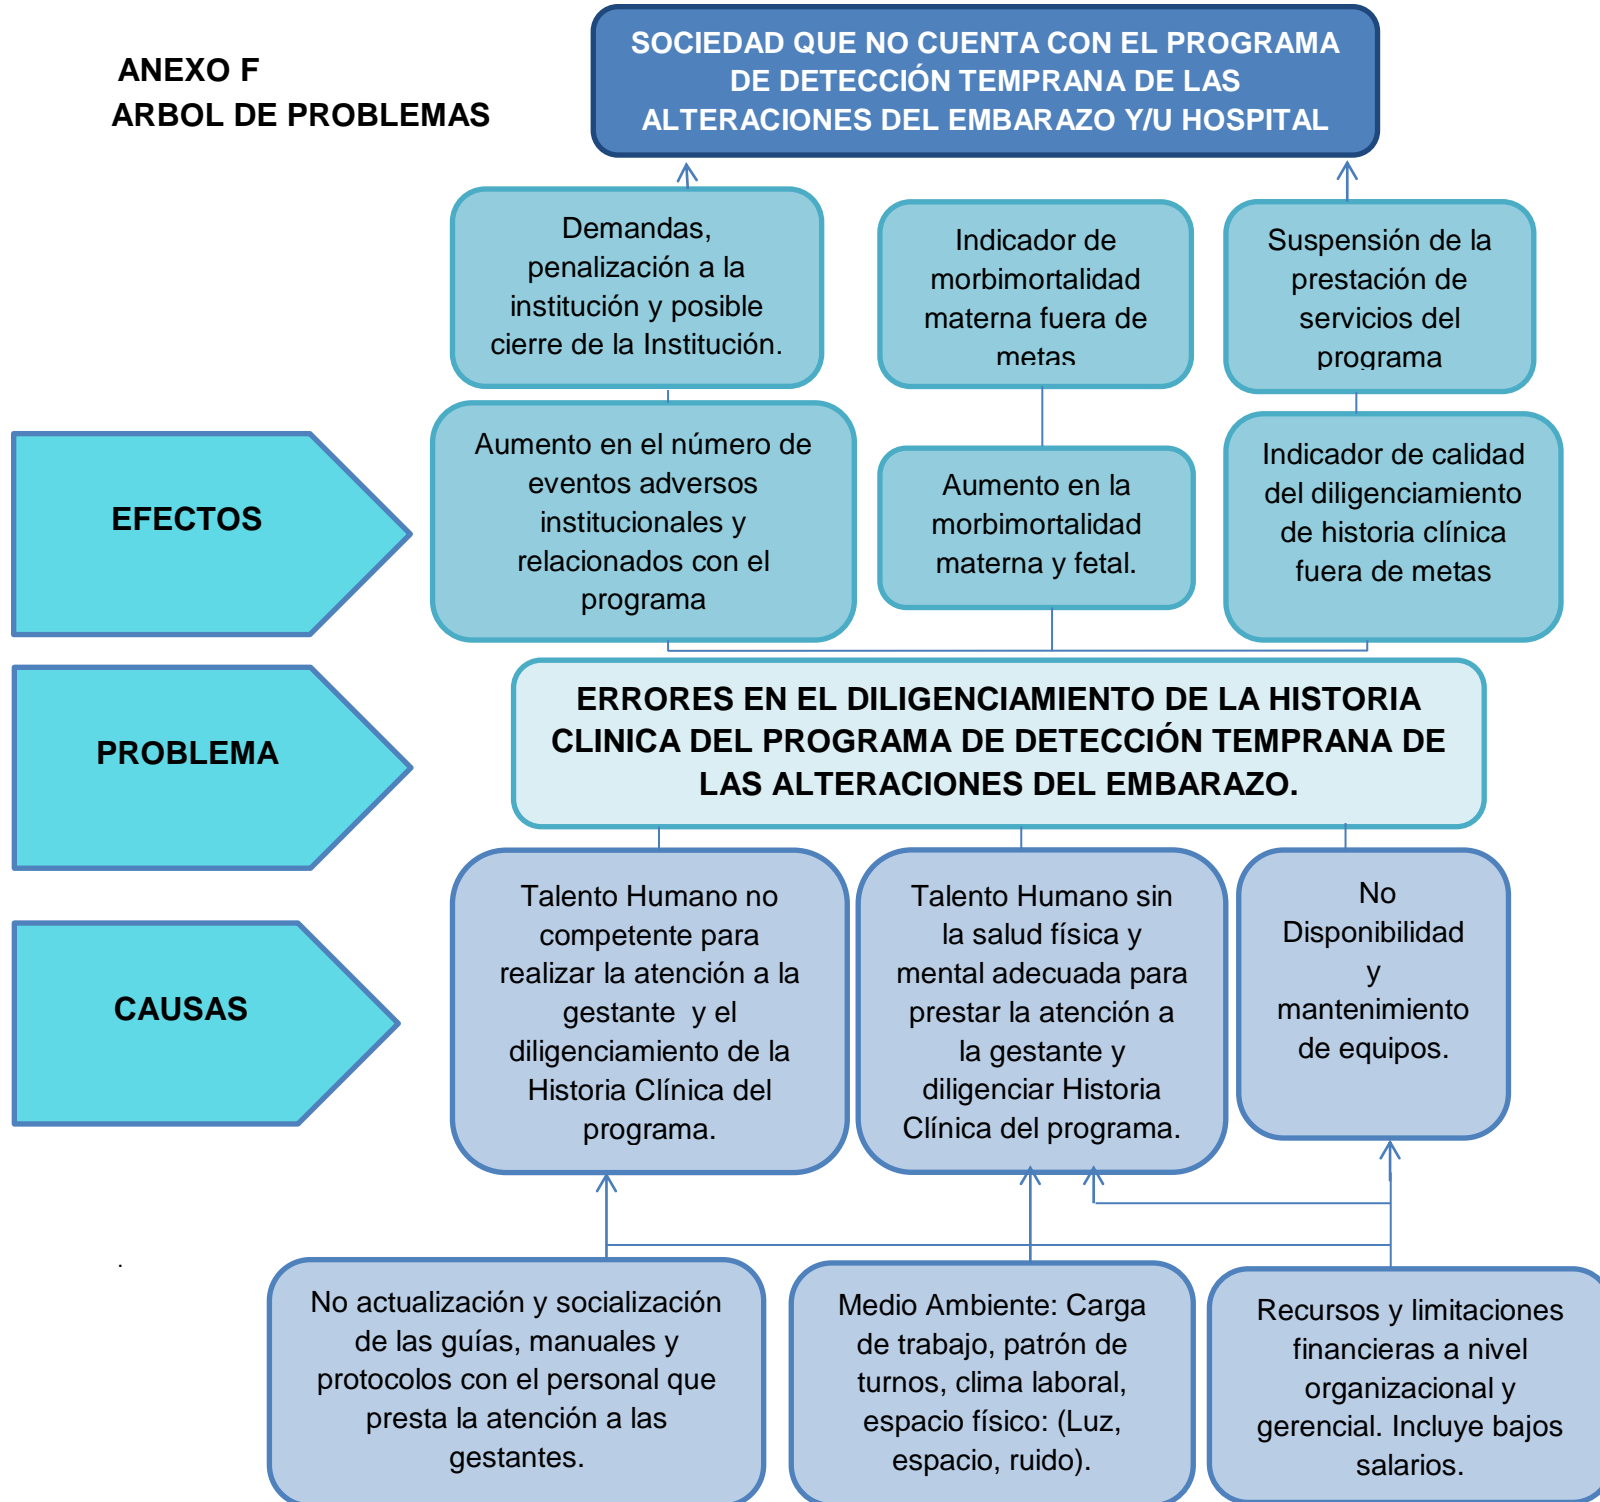 ANEXO F
ARBOL DE PROBLEMAS
SOCIEDAD QUE NO CUENTA CON EL PROGRAMA
DE DETECCIÓN TEMPRANA DE LAS
ALTERACIONES DEL EMBARAZO Y/U HOSPITAL
Demandas,
penalización a la
institución y posible
cierre de la Institución.
Indicador de
morbimortalidad
materna fuera de
metas
Suspensión de la
prestación de
servicios del
programa
EFECTOS
Aumento en el número de
eventos adversos
institucionales y
relacionados con el
programa
Aumento en la
morbimortalidad
materna y fetal.
Indicador de calidad
del diligenciamiento
de historia clínica
fuera de metas
PROBLEMA
ERRORES EN EL DILIGENCIAMIENTO DE LA HISTORIA
CLINICA DEL PROGRAMA DE DETECCIÓN TEMPRANA DE
LAS ALTERACIONES DEL EMBARAZO.
CAUSAS
Talento Humano no
competente para
realizar la atención a la
gestante y el
diligenciamiento de la
Historia Clínica del
programa.
Talento Humano sin
la salud física y
mental adecuada para
prestar la atención a
la gestante y
diligenciar Historia
Clínica del programa.
No
Disponibilidad
y
mantenimiento
de equipos.
.
No actualización y socialización
de las guías, manuales y
protocolos con el personal que
presta la atención a las
gestantes.
Medio Ambiente: Carga
de trabajo, patrón de
turnos, clima laboral,
espacio físico: (Luz,
espacio, ruido).
Recursos y limitaciones
financieras a nivel
organizacional y
gerencial. Incluye bajos
salarios.